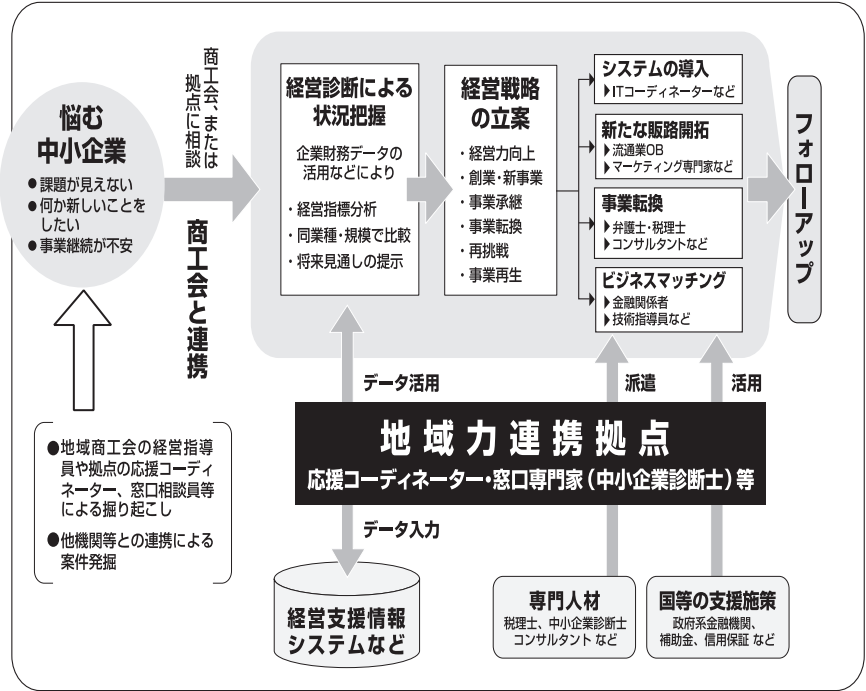 悩む
中小企業
●課題が見えない
●何か新しいことを
したい
●事業継続が不安
商工会、または
拠点に相談
商工会と連携
経営診断による
状況把握
企業財務データの
活用などにより
・経営指標分析
・同業種・規模で比較
・将来見通しの提示
経営戦略
の立案
・経営力向上
・創業・新事業
・事業承継
・事業転換
・再挑戦
・事業再生
システムの導入
▶ITコーディネーターなど
新たな販路開拓
▶流通業OB
▶マーケティング専門家など
事業転換
▶弁護士・税理士
▶コンサルタントなど
ビジネスマッチング
▶金融関係者
▶技術指導員など
フォローアップ
データ活用
派遣
活用
地域力連携拠点
応援コーディネーター・窓口専門家（中小企業診断士）等
●地域商工会の経営指導
員や拠点の応援コーディ
ネーター、窓口相談員等
による掘り起こし
●他機関等との連携による
案件発掘
データ入力
経営支援情報
システムなど
専門人材
税理士、中小企業診断士
コンサルタント など
国等の支援施策
政府系金融機関、
補助金、信用保証 など